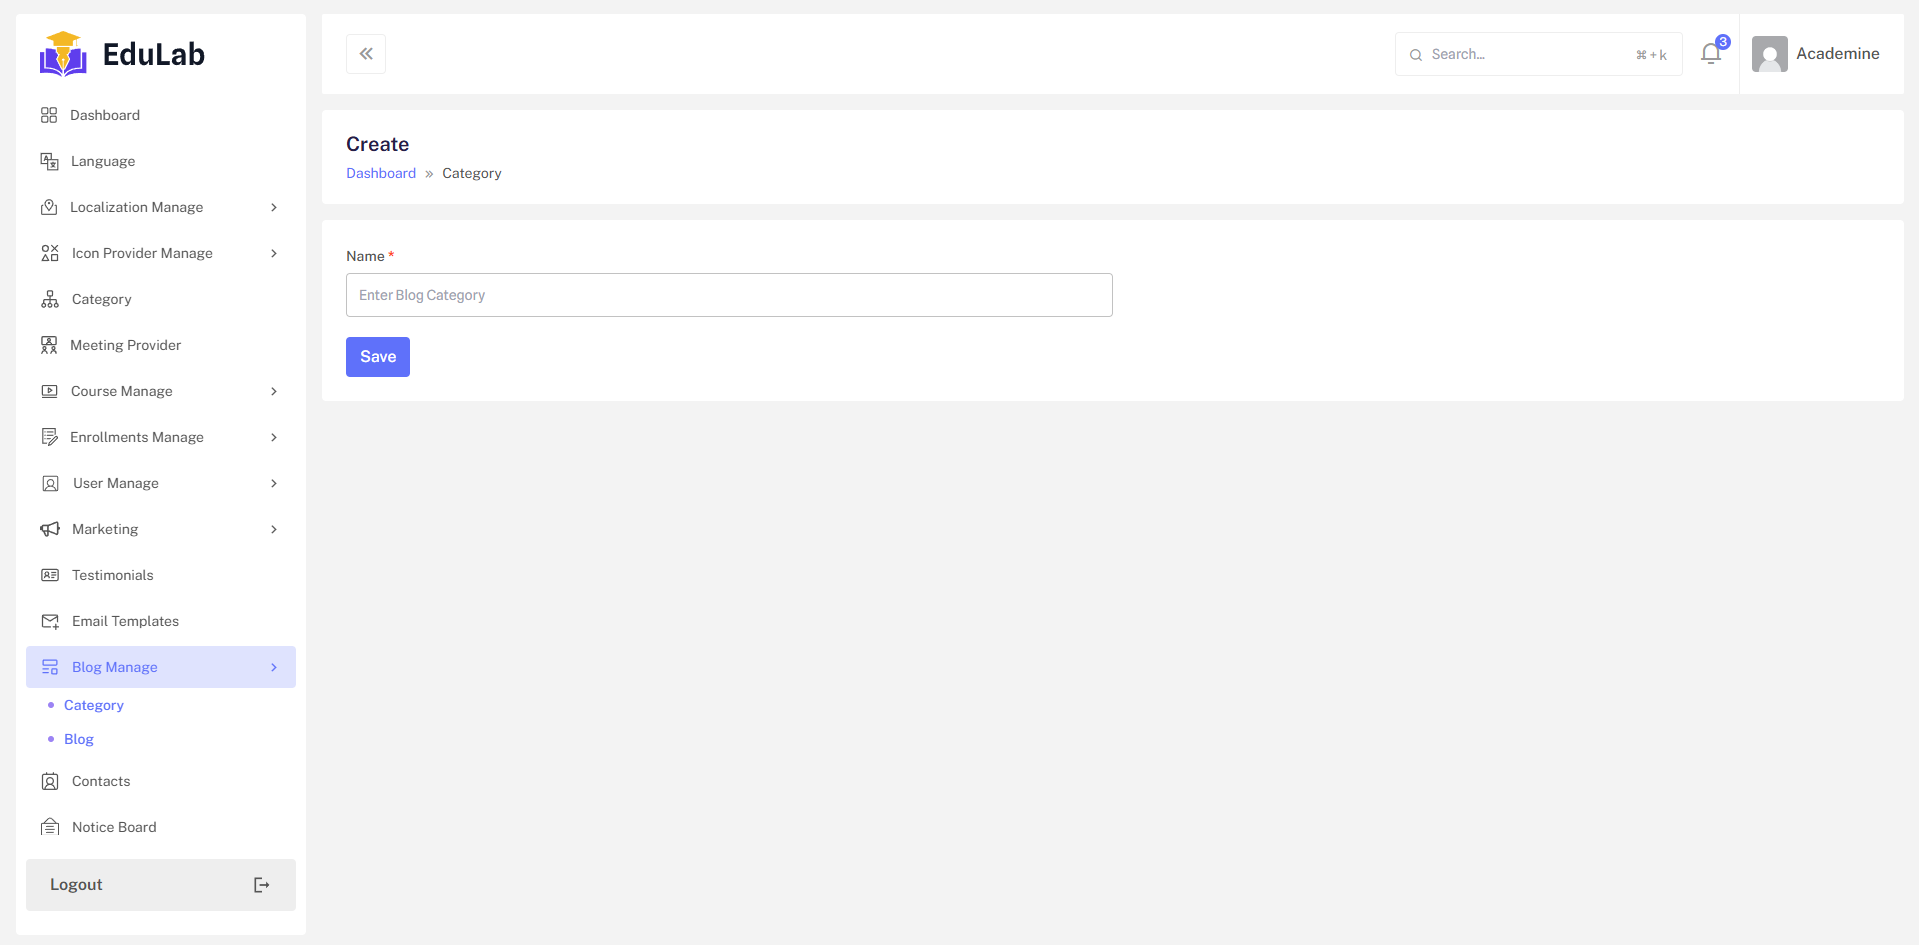 EduLab
Dashboard
Language
Localization Manage
Icon Provider Manage
Category
Meeting Provider
Course Manage
Enrollments Manage
User Manage
Marketing
Testimonials
Email Templates
Blog Manage
Category
Blog
Contacts
Notice Board
Logout
Search... ⌘ + k
3
Academine
Create
Dashboard » Category
Name *
Enter Blog Category
Save